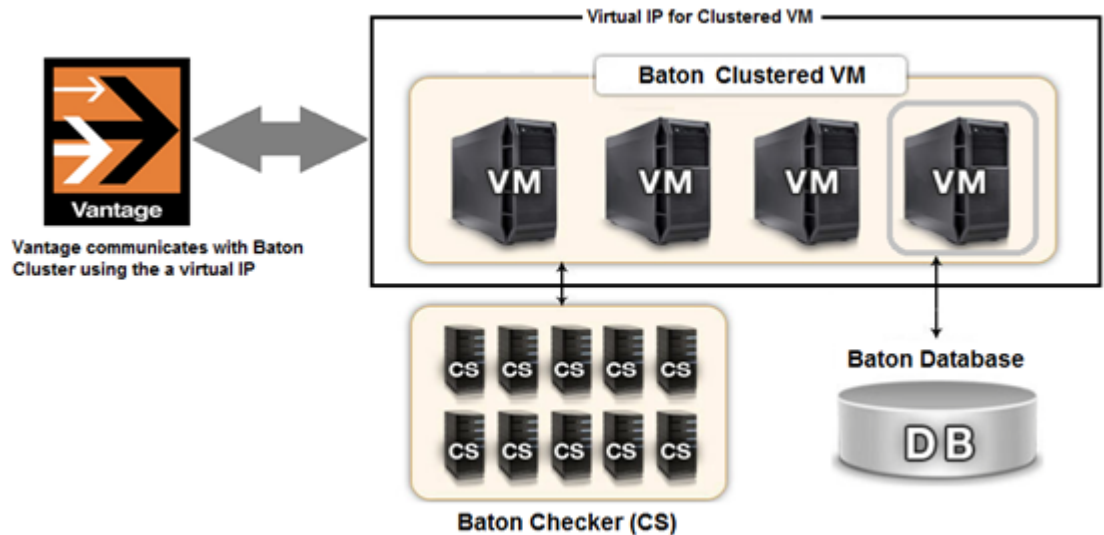 Virtual IP for Clustered VM
Baton Clustered VM
VM VM VM VM
Vantage
Vantage communicates with Baton
Cluster using the a virtual IP
CS CS CS CS CS
CS CS CS CS CS
Baton Checker (CS)
Baton Database
DB